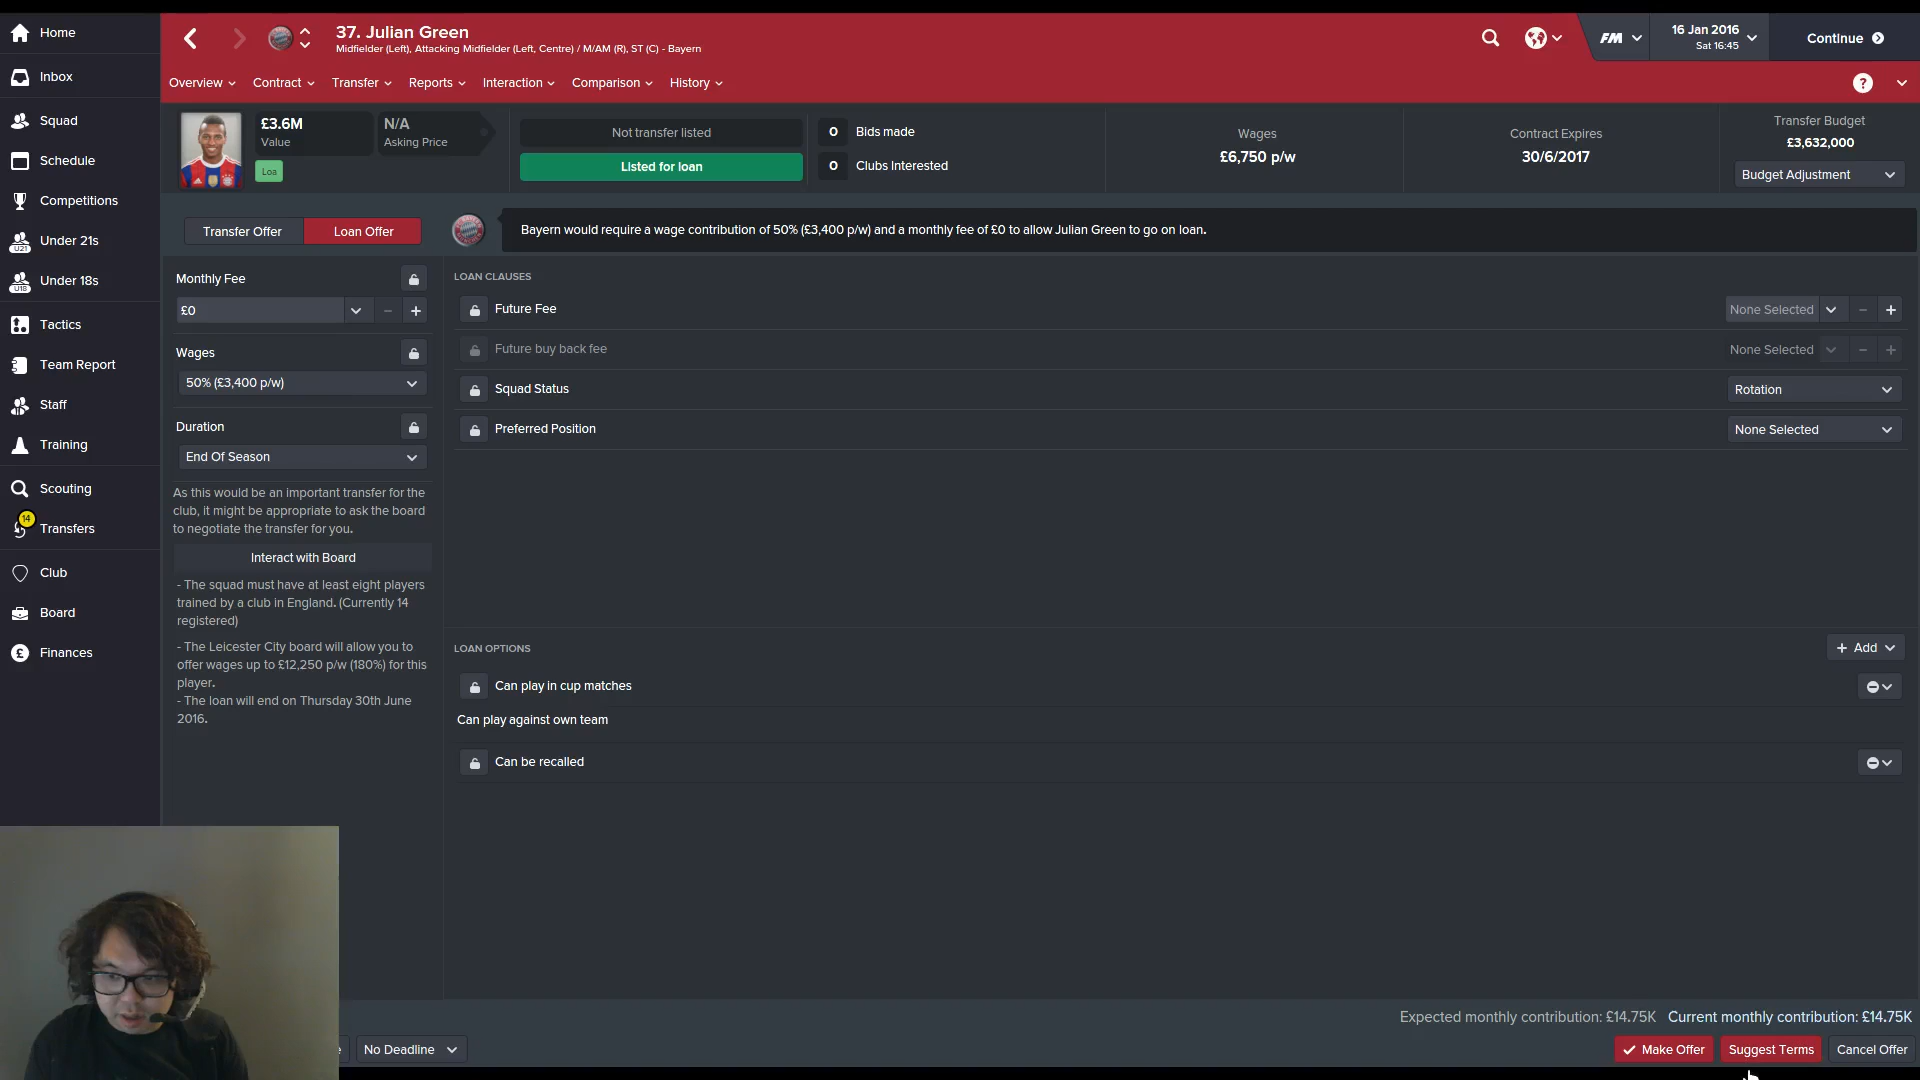 Home
37. Julian Green
Midfielder (Left), Attacking Midfielder (Left, Centre) / M/AM (R), ST (C) - Bayern
FM
16 Jan 2016
Sat 16:45
Continue
Inbox
Overview
Contract
Transfer
Reports
Interaction
Comparison
History
?
Squad
Schedule
Competitions
Under 21s
U21
Under 18s
U18
Tactics
Team Report
Staff
Training
Scouting
14
Transfers
Club
Board
£
Finances
£3.6M
Value
N/A
Asking Price
Loa
Not transfer listed
Listed for loan
0 Bids made
0 Clubs Interested
Wages
£6,750 p/w
Contract Expires
30/6/2017
Transfer Budget
£3,632,000
Budget Adjustment
Transfer Offer
Loan Offer
Bayern would require a wage contribution of 50% (£3,400 p/w) and a monthly fee of £0 to allow Julian Green to go on loan.
Monthly Fee
£0
Wages
50% (£3,400 p/w)
Duration
End Of Season
As this would be an important transfer for the
club, it might be appropriate to ask the board
to negotiate the transfer for you.
Interact with Board
- The squad must have at least eight players
trained by a club in England. (Currently 14
registered)
- The Leicester City board will allow you to
offer wages up to £12,250 p/w (180%) for this
player.
- The loan will end on Thursday 30th June
2016.
LOAN CLAUSES
Future Fee
None Selected
Future buy back fee
None Selected
Squad Status
Rotation
Preferred Position
None Selected
LOAN OPTIONS
+ Add
Can play in cup matches
Can play against own team
Can be recalled
Expected monthly contribution: £14.75K
Current monthly contribution: £14.75K
No Deadline
Make Offer
Suggest Terms
Cancel Offer